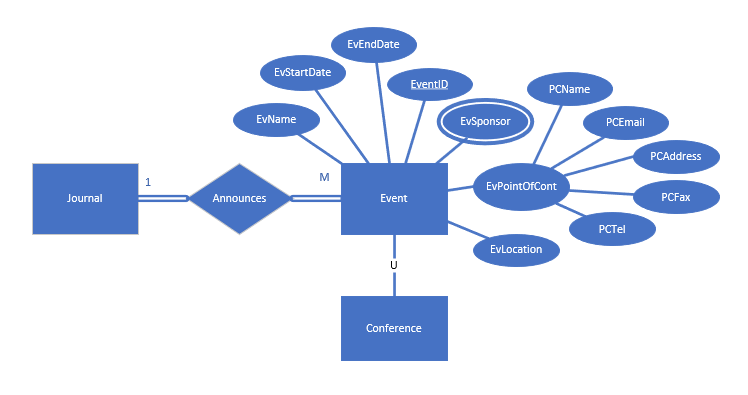 EvEndDate
EvStartDate
EventID
PCName
EvName
EvSponsor
PCEmail
PCAddress
1
M
EvPointOfCont
Journal
Announces
Event
PCFax
PCTel
EvLocation
U
Conference